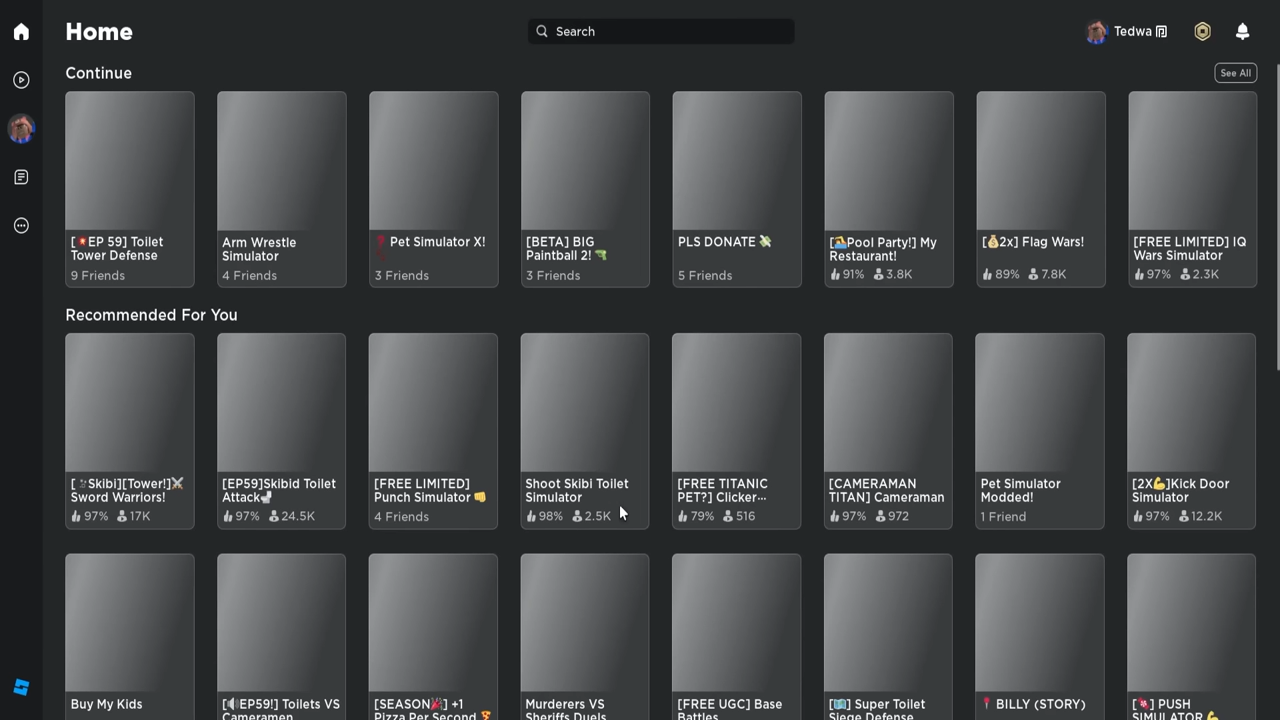 Home
Search
Tedwa
Continue
See All
[💥EP 59] Toilet
Tower Defense
9 Friends
Arm Wrestle
Simulator
4 Friends
❓Pet Simulator X!
3 Friends
[BETA] BIG
Paintball 2! 🔫
3 Friends
PLS DONATE 💸
5 Friends
[🏊Pool Party!] My
Restaurant!
91% 3.8K
[💰2x] Flag Wars!
89% 7.8K
[FREE LIMITED] IQ
Wars Simulator
97% 2.3K
Recommended For You
[Skibi][Tower!]⚔️
Sword Warriors!
97% 17K
[EP59]Skibid Toilet
Attack🚽
97% 24.5K
[FREE LIMITED]
Punch Simulator 👊
4 Friends
Shoot Skibi Toilet
Simulator
98% 2.5K
[FREE TITANIC
PET?] Clicker...
79% 516
[CAMERAMAN
TITAN] Cameraman
97% 972
Pet Simulator
Modded!
1 Friend
[2X💪]Kick Door
Simulator
97% 12.2K
Buy My Kids
[🔊EP59!] Toilets VS
Cameramen
[SEASON🎉] +1
Pizza Per Second 🍕
Murderers VS
Sheriffs Duels
[FREE UGC] Base
Battles
[🗺️] Super Toilet
Siege Defense
📍BILLY (STORY)
[🍬] PUSH
SIMULATOR💪